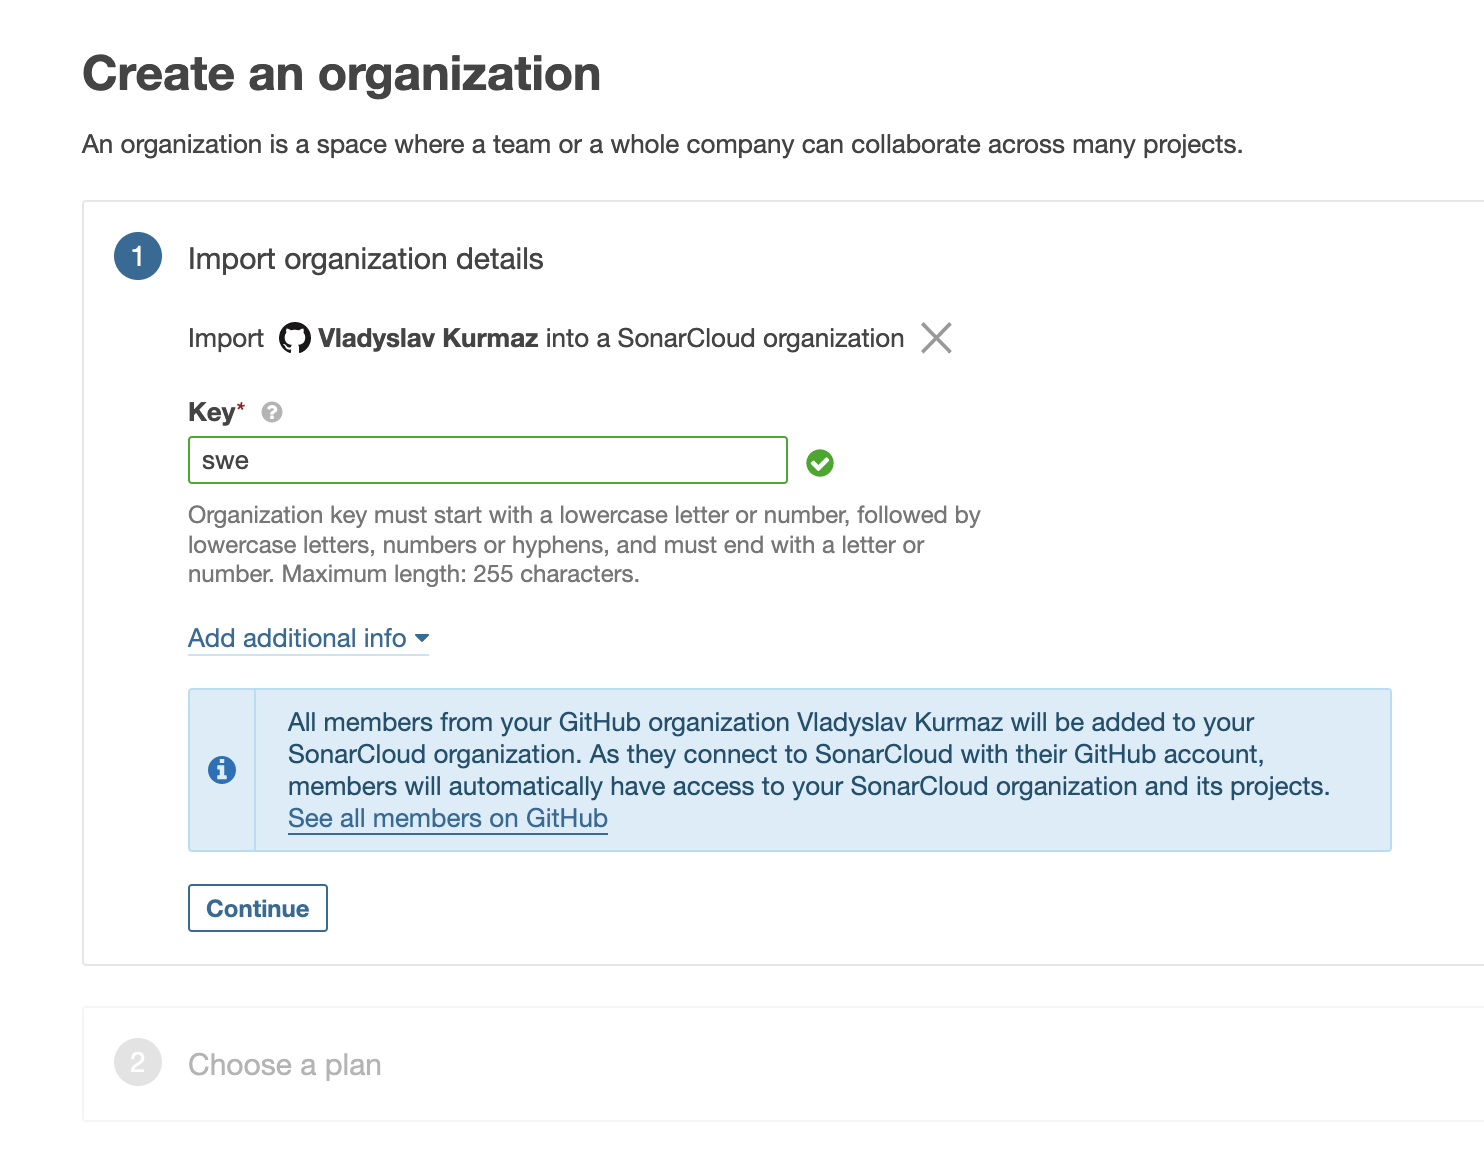 Create an organization
An organization is a space where a team or a whole company can collaborate across many projects.
1 Import organization details
Import Vladyslav Kurmaz into a SonarCloud organization
Key* ?
swe
Organization key must start with a lowercase letter or number, followed by
lowercase letters, numbers or hyphens, and must end with a letter or
number. Maximum length: 255 characters.
Add additional info
All members from your GitHub organization Vladyslav Kurmaz will be added to your
SonarCloud organization. As they connect to SonarCloud with their GitHub account,
members will automatically have access to your SonarCloud organization and its projects.
See all members on GitHub
Continue
2 Choose a plan